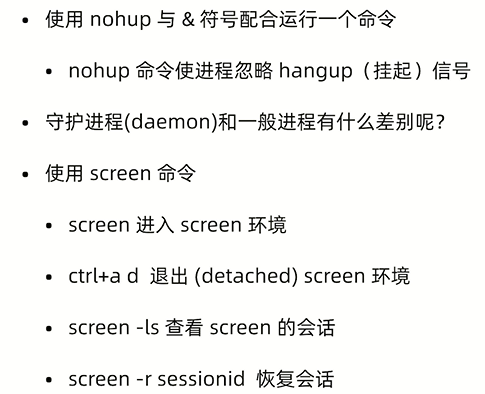 • 使用 nohup 与 & 符号配合运行一个命令
• nohup 命令使进程忽略 hangup（挂起）信号
• 守护进程(daemon)和一般进程有什么差别呢?
• 使用 screen 命令
• screen 进入 screen 环境
• ctrl+a d 退出 (detached) screen 环境
• screen -ls 查看 screen 的会话
• screen -r sessionid 恢复会话